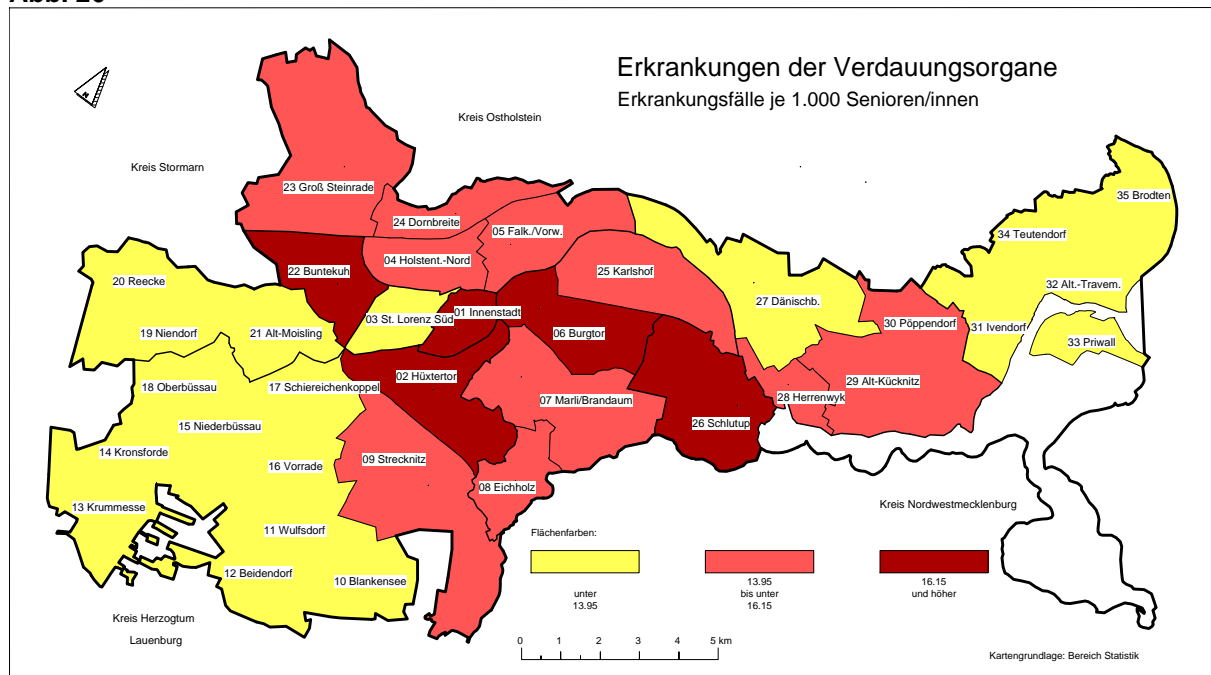 Erkrankungen der Verdauungsorgane
Erkrankungsfälle je 1.000 Senioren/innen
N
Kreis Ostholstein
Kreis Stormarn
23 Groß Steinrade
35 Brodten
24 Dornbreite
05 Falk./Vorw.
34 Teutendorf
04 Holstent.-Nord
22 Buntekuh
25 Karlshof
20 Reecke
32 Alt.-Travem.
27 Dänischb.
03 St. Lorenz Süd
01 Innenstadt
30 Pöppendorf
31 Ivendorf
19 Niendorf
21 Alt-Moisling
06 Burgtor
33 Priwall
02 Hüxtertor
29 Alt-Kücknitz
18 Oberbüssau
17 Schiereichenkoppel
28 Herrenwyk
07 Marli/Brandaum
26 Schlutup
15 Niederbüssau
14 Kronsforde
09 Strecknitz
16 Vorrade
08 Eichholz
13 Krummesse
Kreis Nordwestmecklenburg
11 Wulfsdorf
Flächenfarben:
12 Beidendorf
10 Blankensee
unter
13.95
13.95
bis unter
16.15
16.15
und höher
Kreis Herzogtum
Lauenburg
0 1 2 3 4 5 km
Kartengrundlage: Bereich Statistik